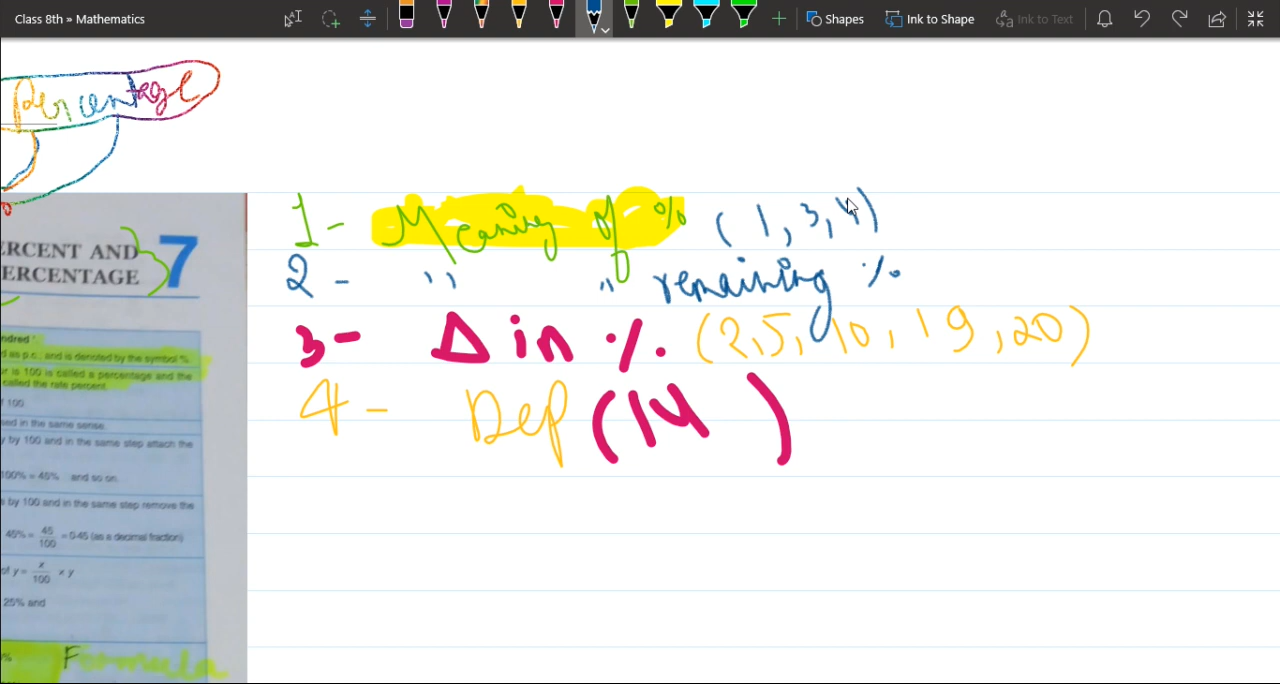 Class 8th » Mathematics
Shapes
Ink to Shape
Ink to Text
Percentage
1- Meaning of % (1, 3, 4)
2- " " remaining %
3- Δ in % (2, 5, 10, 19, 20)
4- Dep (14 )
ERCENT AND
ERCENTAGE
7
ndred
d as p.c. and is denoted by the symbol %.
or is 100 is called a percentage and the
called the rate percent.
f 100.
sed in the same sense.
y by 100 and in the same step attach the
100% = 45% and so on.
s by 100 and in the same step remove the
45% = 45/100 = 0·45 (as a decimal fraction)
of y = x/100 × y
25% and
% Formula